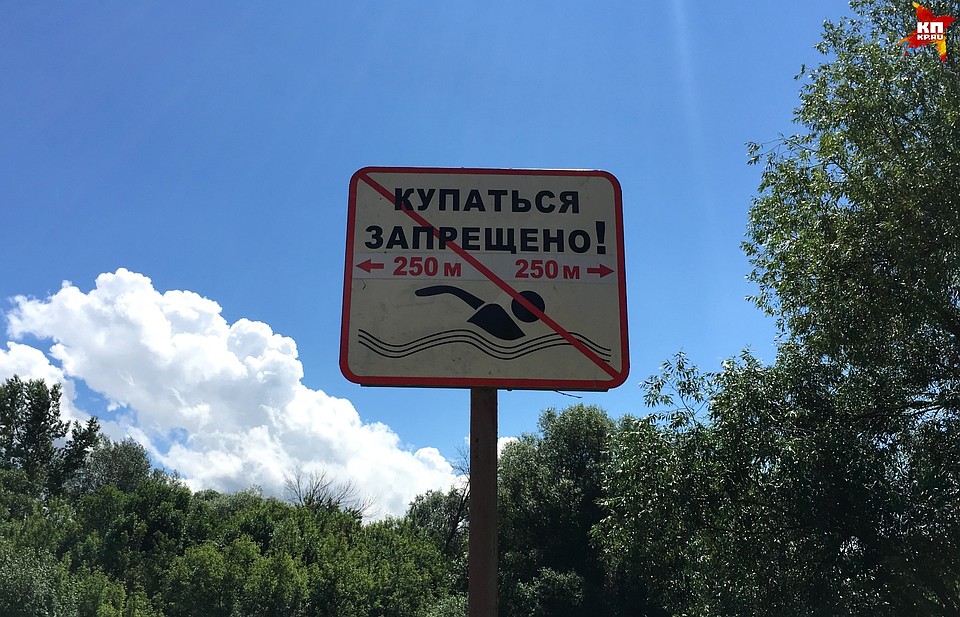 КП
KP.RU
КУПАТЬСЯ
ЗАПРЕЩЕНО!
← 250 м 250 м →